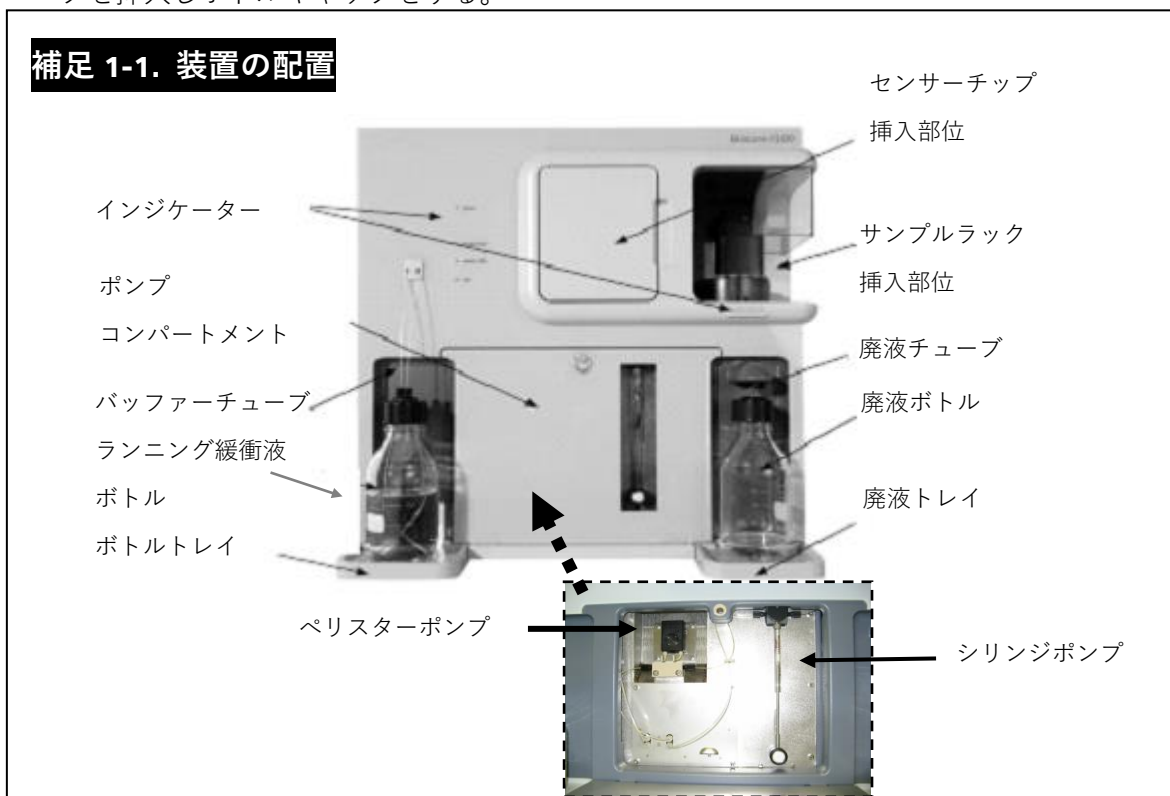 補足 1-1. 装置の配置
センサーチップ
挿入部位
インジケーター
サンプルラック
挿入部位
ポンプ
コンパートメント
廃液チューブ
バッファーチューブ
廃液ボトル
ランニング緩衝液
ボトル
廃液トレイ
ボトルトレイ
ペリスターポンプ
シリンジポンプ